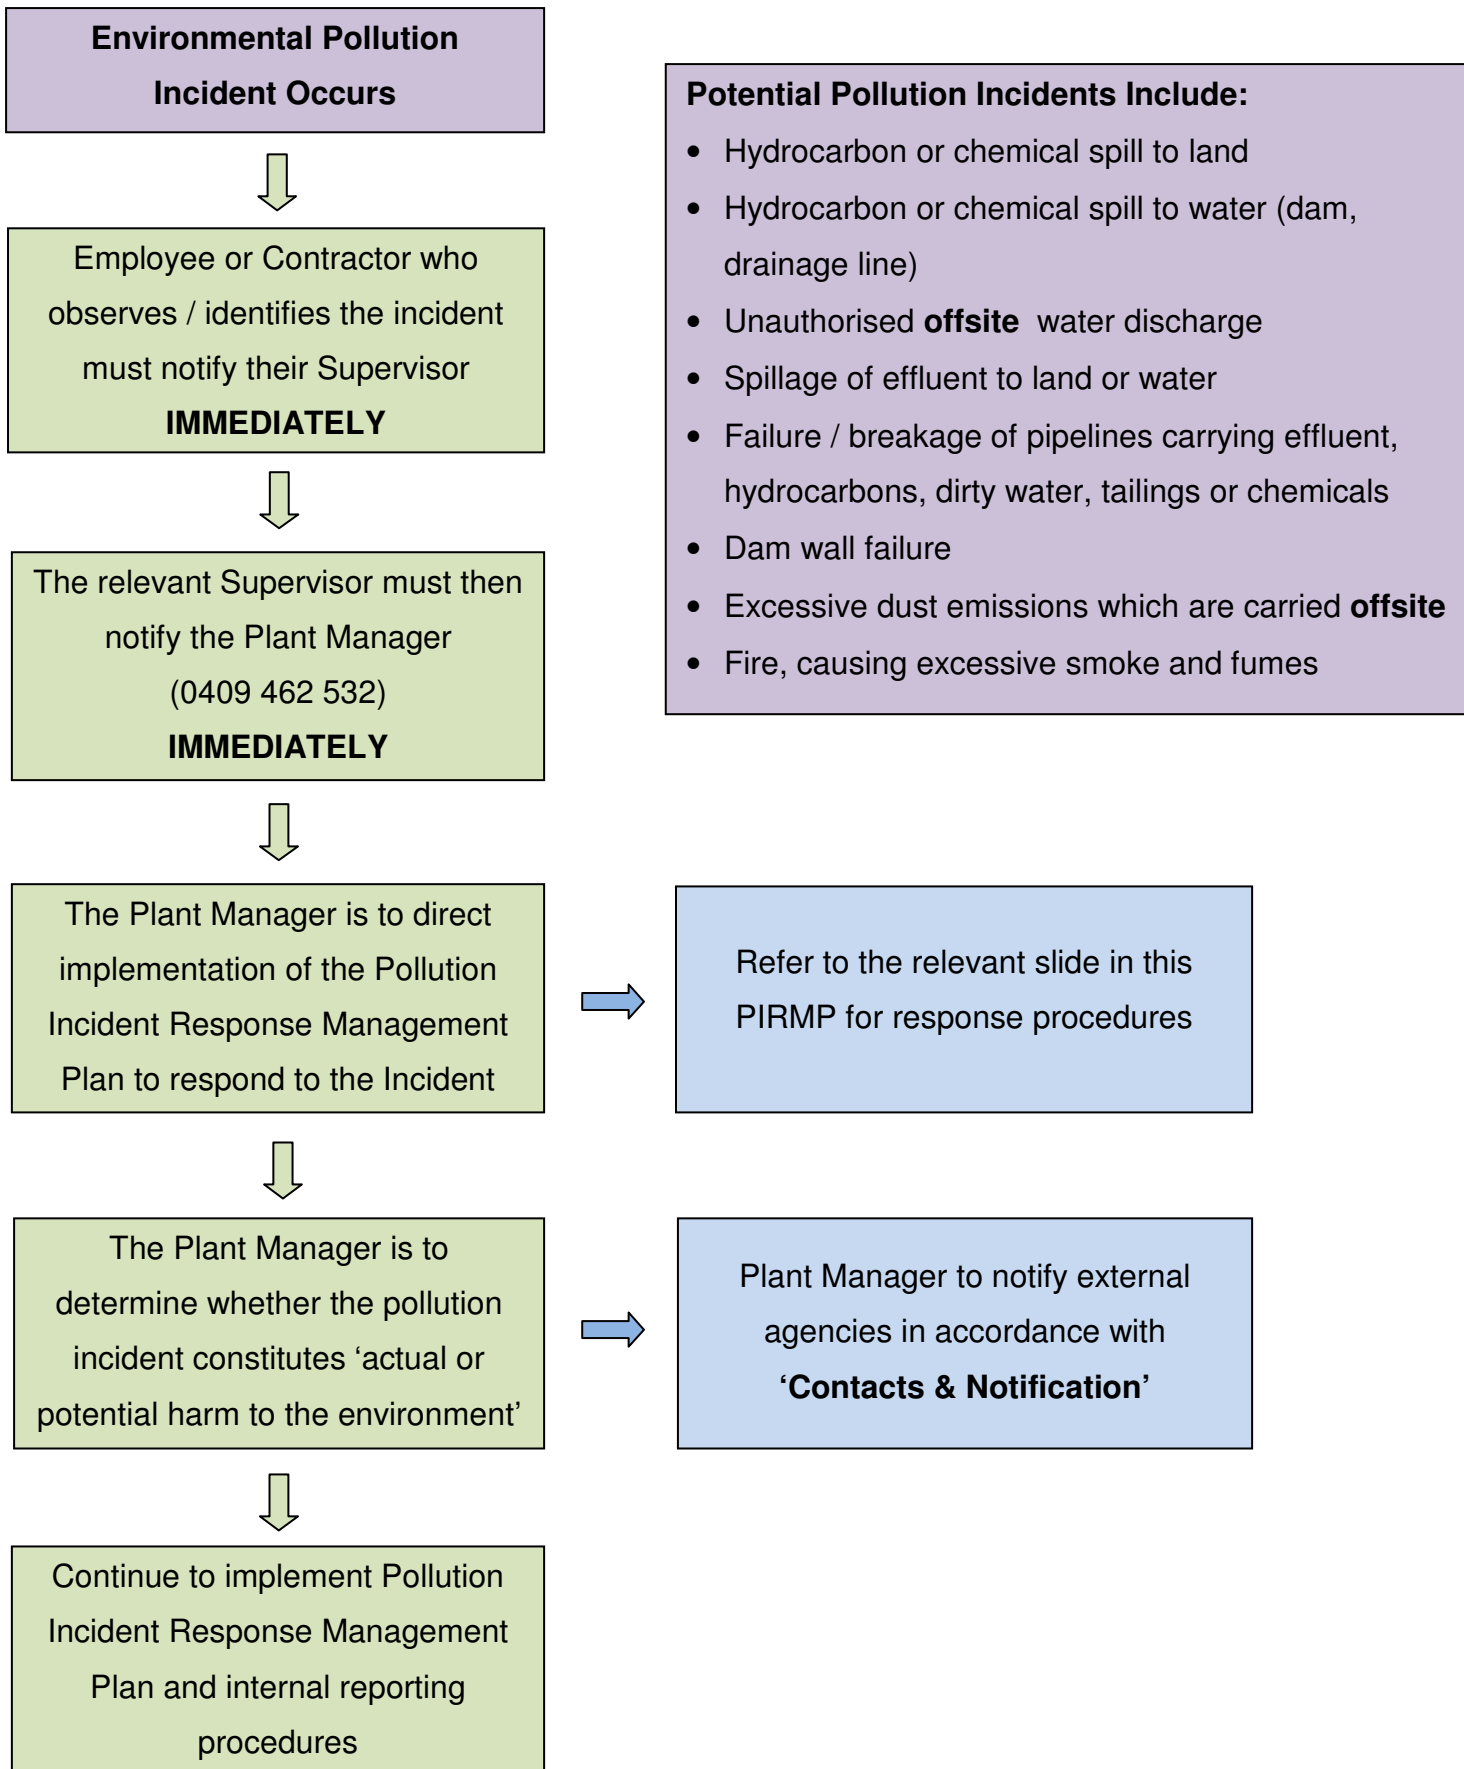 Environmental Pollution
Incident Occurs
Employee or Contractor who
observes / identifies the incident
must notify their Supervisor
IMMEDIATELY
The relevant Supervisor must then
notify the Plant Manager
(0409 462 532)
IMMEDIATELY
The Plant Manager is to direct
implementation of the Pollution
Incident Response Management
Plan to respond to the Incident
The Plant Manager is to
determine whether the pollution
incident constitutes ‘actual or
potential harm to the environment’
Continue to implement Pollution
Incident Response Management
Plan and internal reporting
procedures
Potential Pollution Incidents Include:
• Hydrocarbon or chemical spill to land
• Hydrocarbon or chemical spill to water (dam,
drainage line)
• Unauthorised offsite water discharge
• Spillage of effluent to land or water
• Failure / breakage of pipelines carrying effluent,
hydrocarbons, dirty water, tailings or chemicals
• Dam wall failure
• Excessive dust emissions which are carried offsite
• Fire, causing excessive smoke and fumes
Refer to the relevant slide in this
PIRMP for response procedures
Plant Manager to notify external
agencies in accordance with
‘Contacts & Notification’